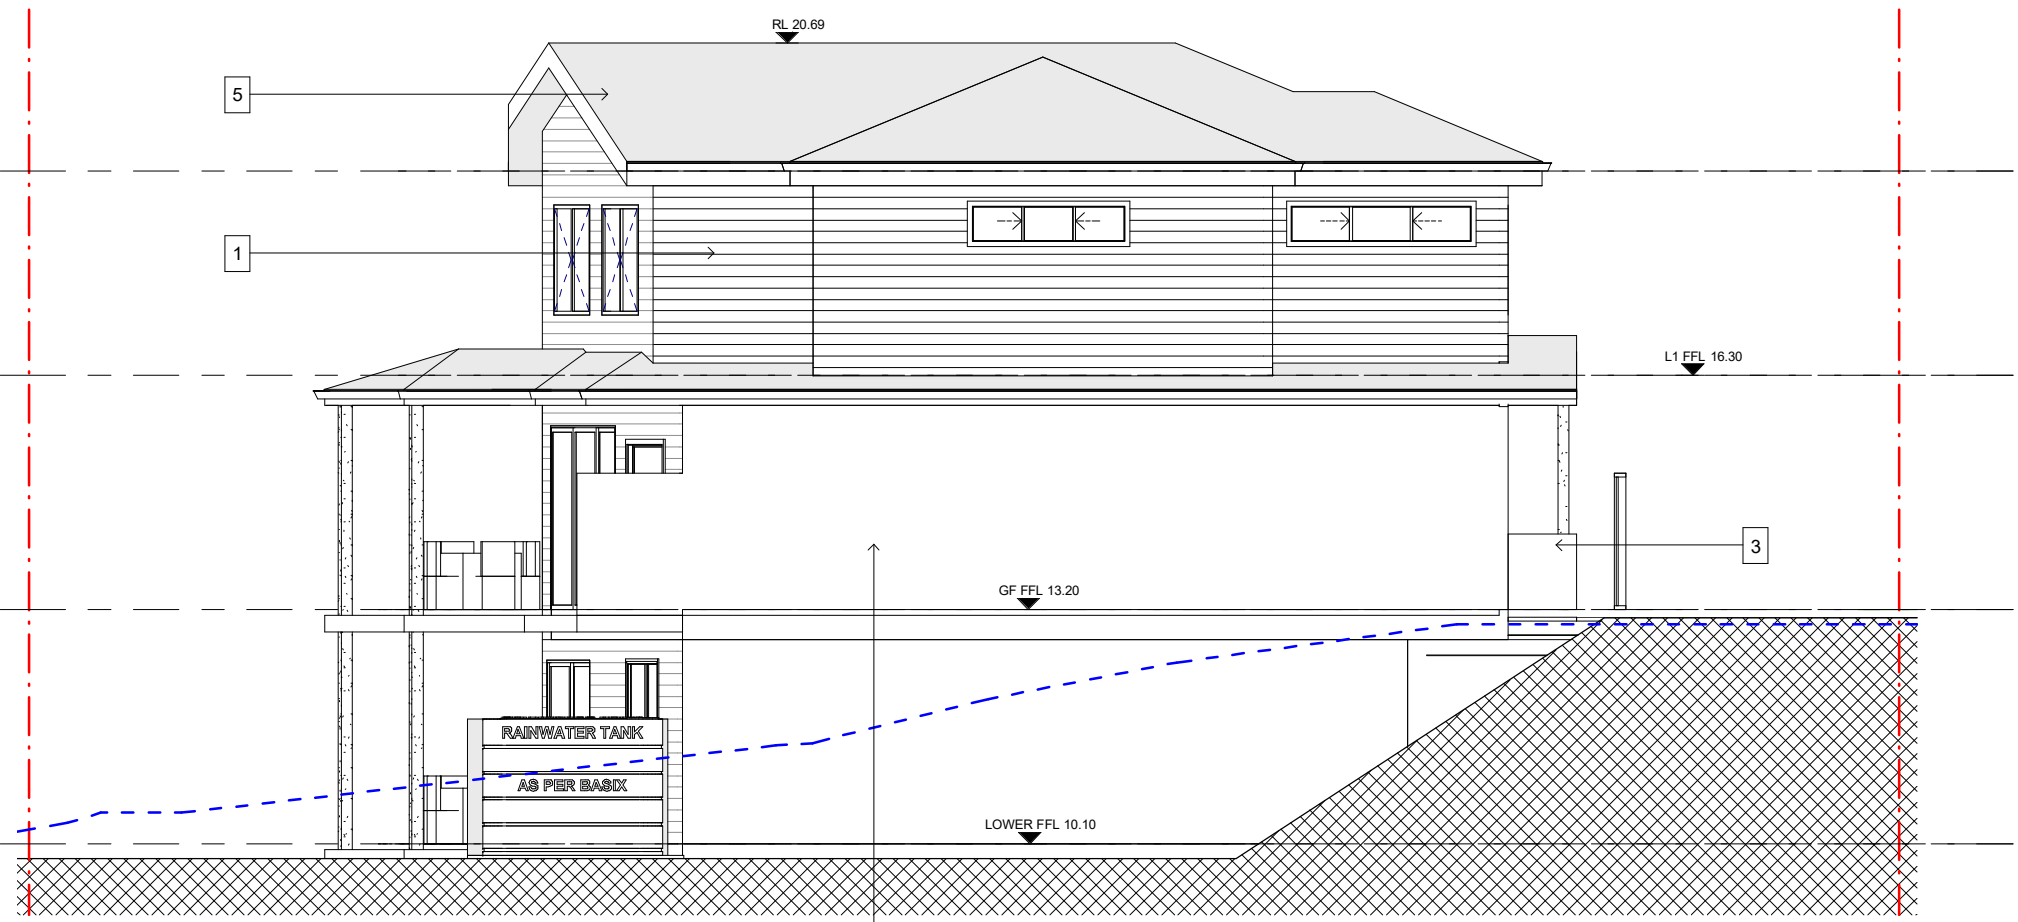 RL 20.69
5
1
L1 FFL 16.30
3
GF FFL 13.20
RAINWATER TANK
AS PER BASIX
LOWER FFL 10.10